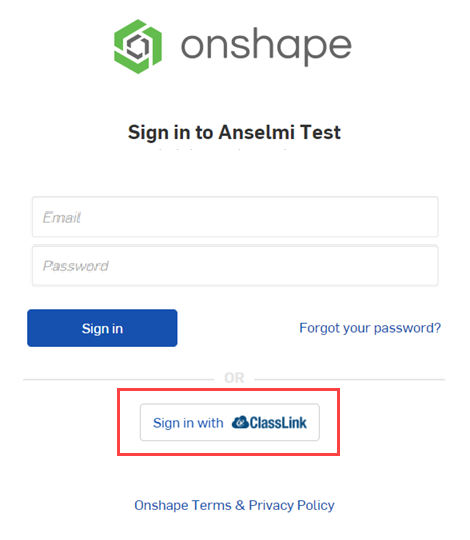 onshape
Sign in to Anselmi Test
Email
Password
Sign in
Forgot your password?
OR
Sign in with ClassLink
Onshape Terms & Privacy Policy